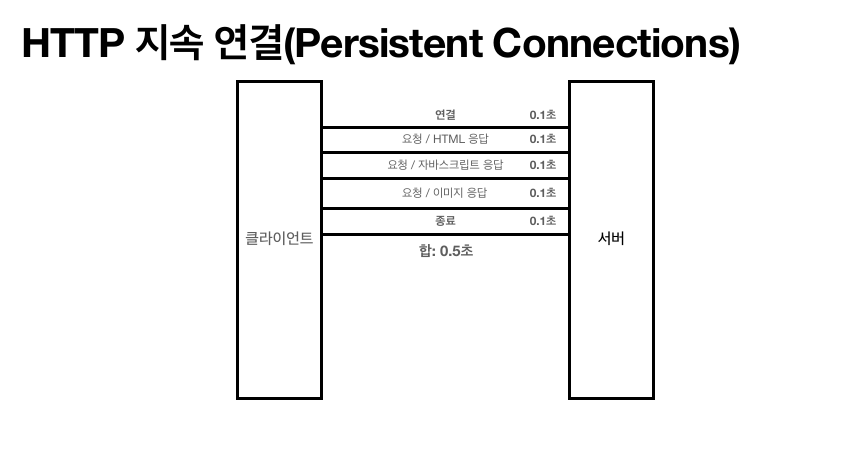 HTTP 지속 연결(Persistent Connections)
연결 0.1초
요청 / HTML 응답 0.1초
요청 / 자바스크립트 응답 0.1초
요청 / 이미지 응답 0.1초
종료 0.1초
클라이언트
서버
합: 0.5초